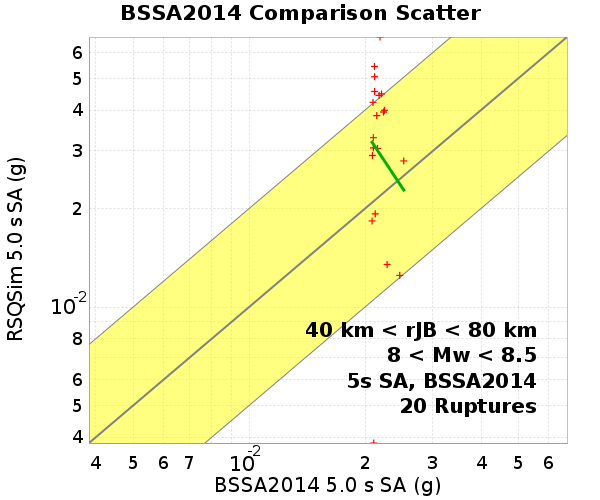 BSSA2014 Comparison Scatter
RSQSim 5.0 s SA (g)
6
5
4
3
2
10-2
8
6
5
4
40 km < rJB < 80 km
8 < Mw < 8.5
5s SA, BSSA2014
20 Ruptures
4 5 6 7 10-2 2 3 4 5 6
BSSA2014 5.0 s SA (g)